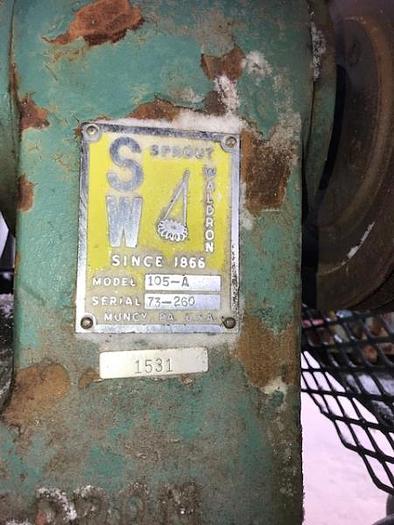 SW
SPROUT
WALDRON
SINCE 1866
MODEL 105-A
SERIAL 73-260
MUNCY, PA. U.S.A.
1531